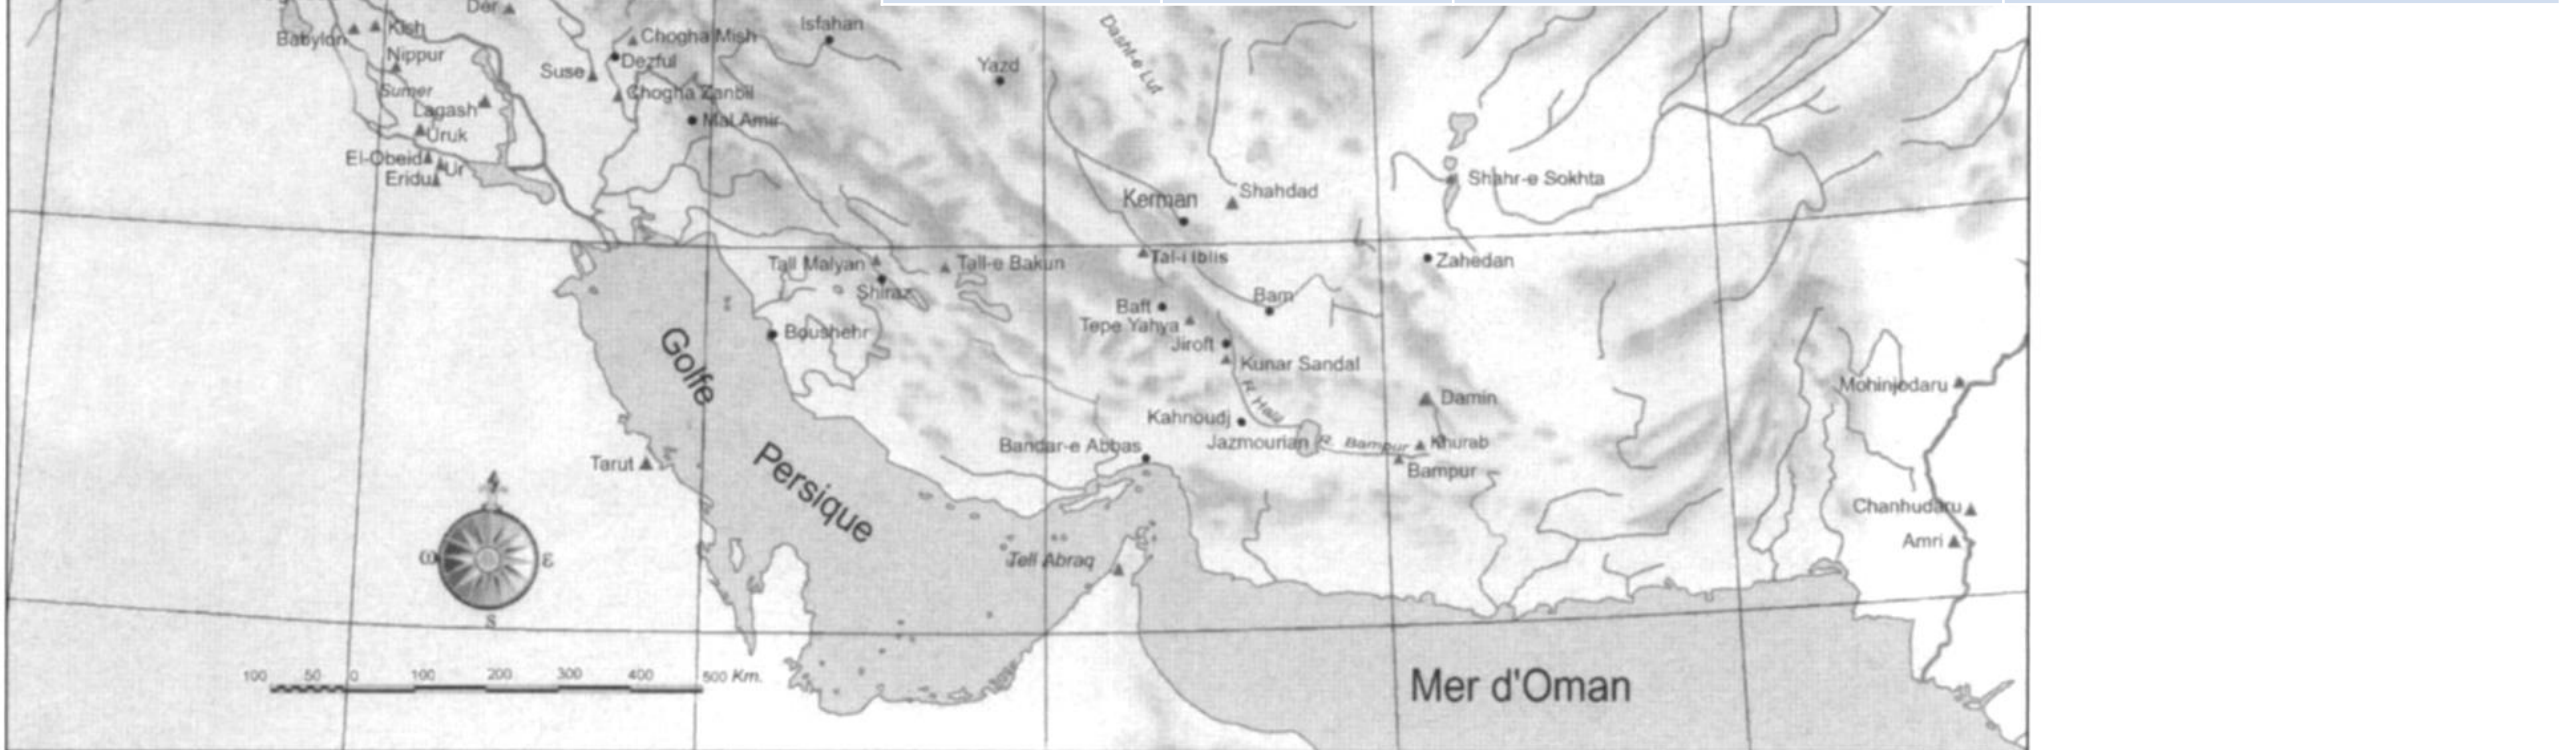 Der
Kish
Babylon
Nippur
Sumer
Lagash
Uruk
El-Obeid
Ur
Eridu
Chogha Mish
Dezful
Suse
Chogha Zanbil
Mal Amir
Isfahan
Yazd
Dasht-e Lut
Kerman
Shahdad
Shahr-e Sokhta
Tall Malyan
Shiraz
Tall-e Bakun
Tal-i Iblis
Zahedan
Bam
Baft
Tepe Yahya
Jiroft
Kunar Sandal
Boushehr
Golfe
Persique
R. Halil
Damin
Kahnoudj
Jazmourian
R. Bampur
Khurab
Bampur
Bandar-e Abbas
Mohinjodaru
Tarut
Chanhudaru
Amri
Tell Abraq
ω
ε
S
100 50 0 100 200 300 400 500 Km.
Mer d'Oman